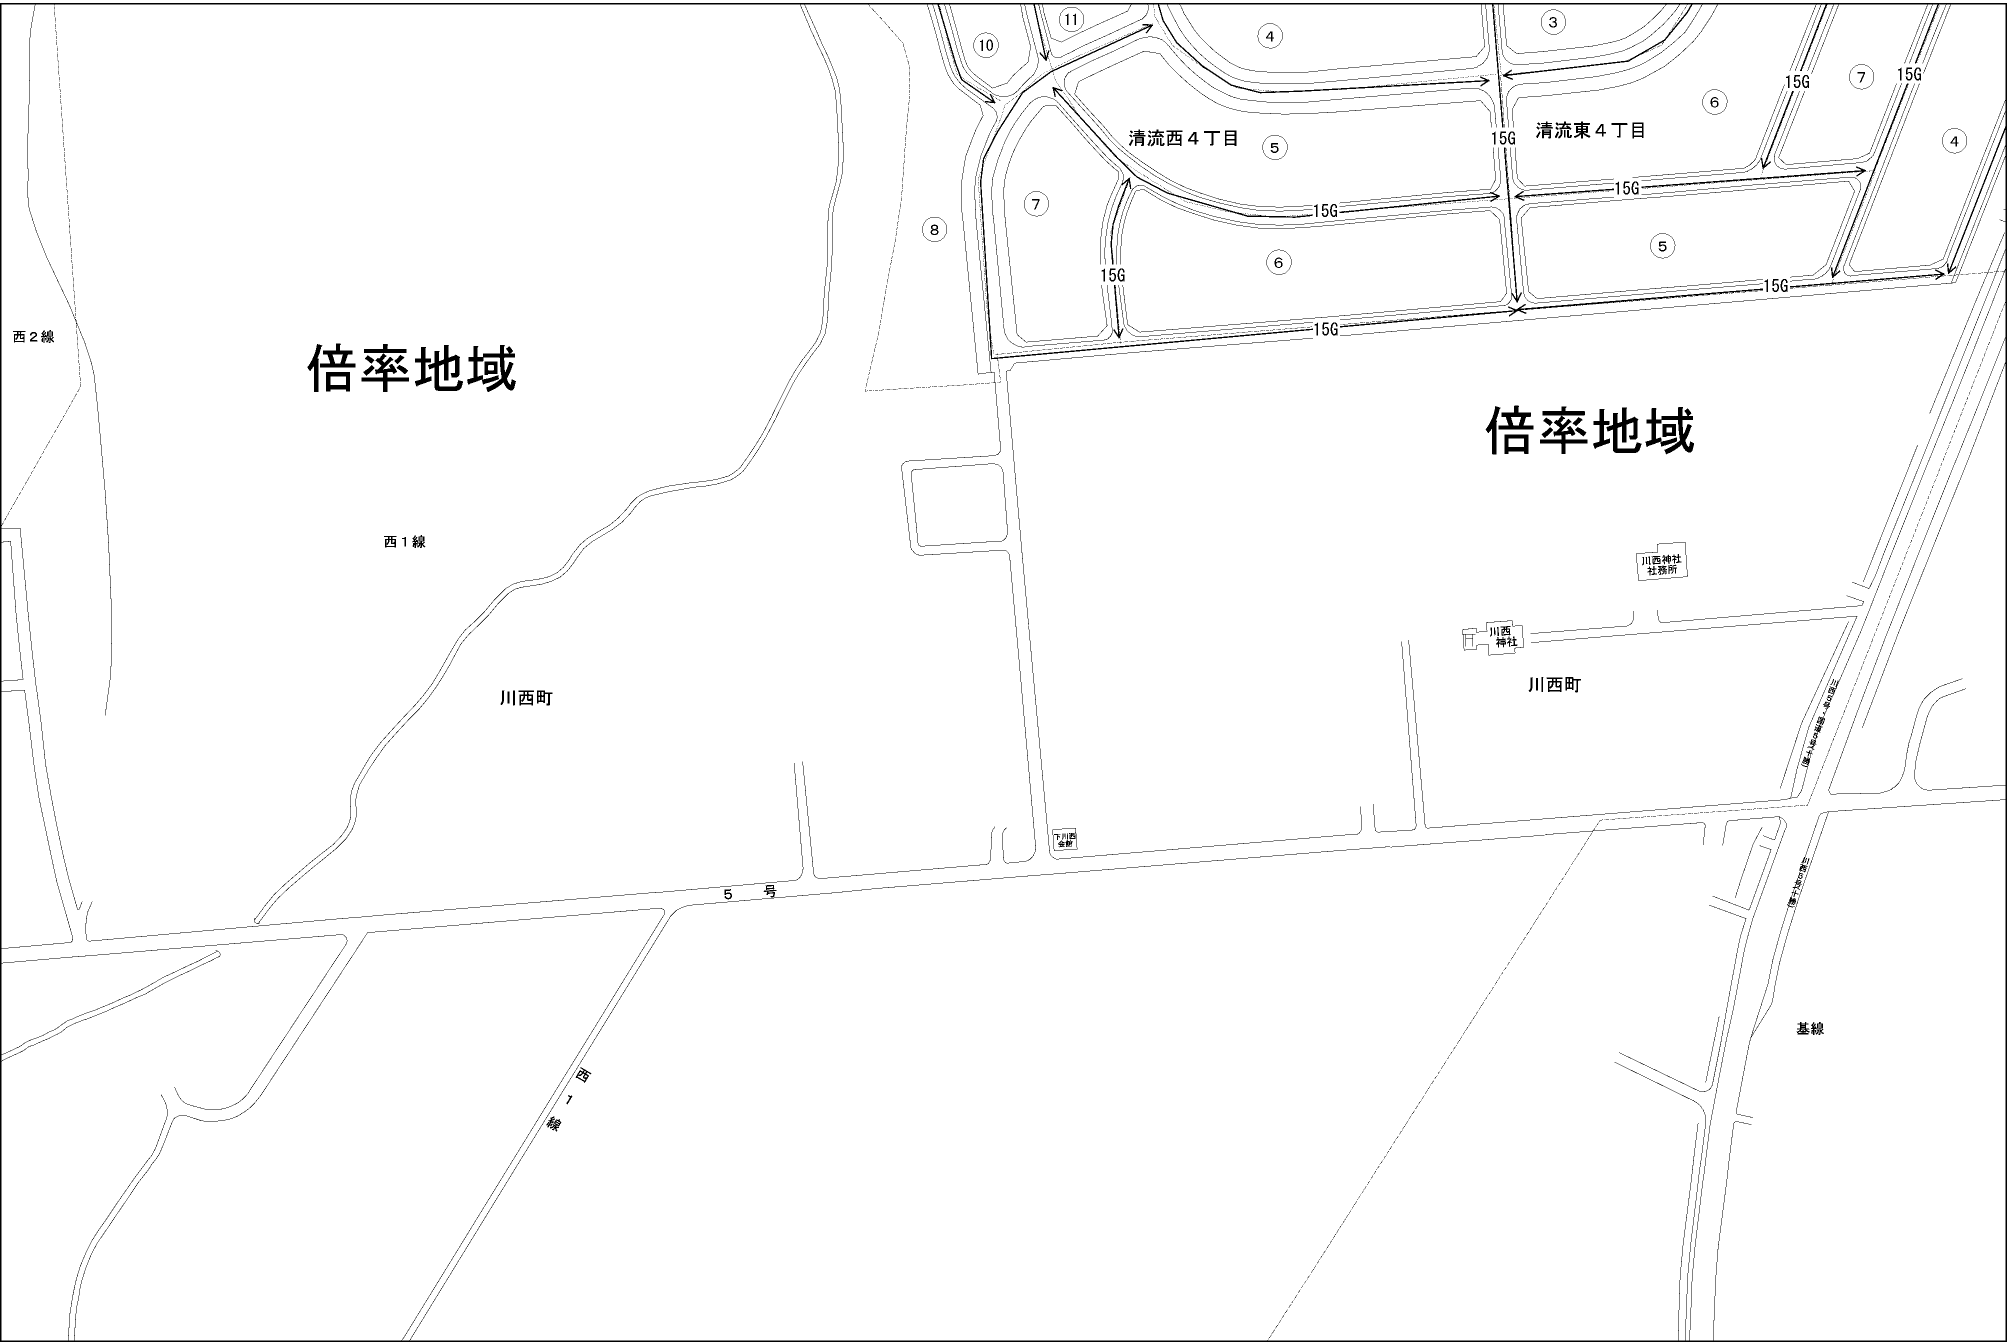 ⑪
③
④
⑩
15G
⑦
15G
⑥
清流東４丁目
15G
清流西４丁目
⑤
④
15G
⑦
15G
⑧
⑤
⑥
15G
15G
15G
西２線
倍率地域
倍率地域
西１線
川西神社
社務所
川西
神社
川西町
川西町
下川西
会館
５号
基線
西１線